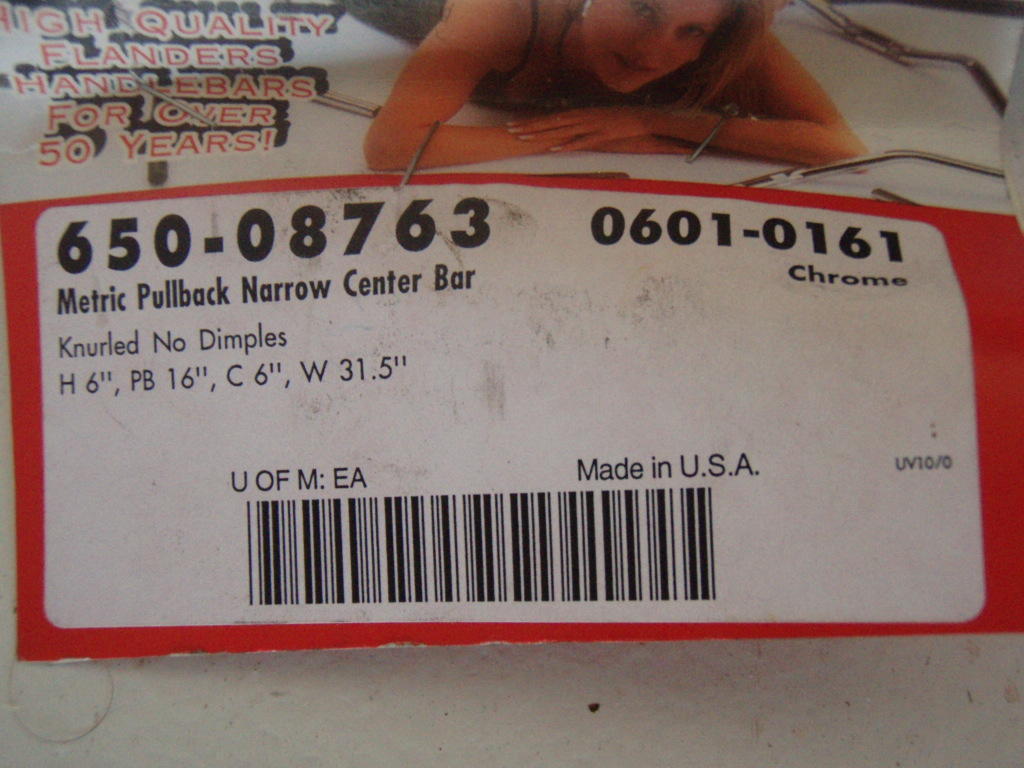 HIGH QUALITY
FLANDERS
HANDLEBARS
FOR OVER
50 YEARS!
650-08763
0601-0161
Metric Pullback Narrow Center Bar
Chrome
Knurled No Dimples
H 6", PB 16", C 6", W 31.5"
U OF M: EA
Made in U.S.A.
UV10/0